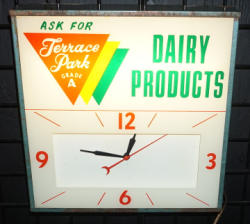 ASK FOR
Terrace
Park
GRADE
A
DAIRY
PRODUCTS
12
9
3
6